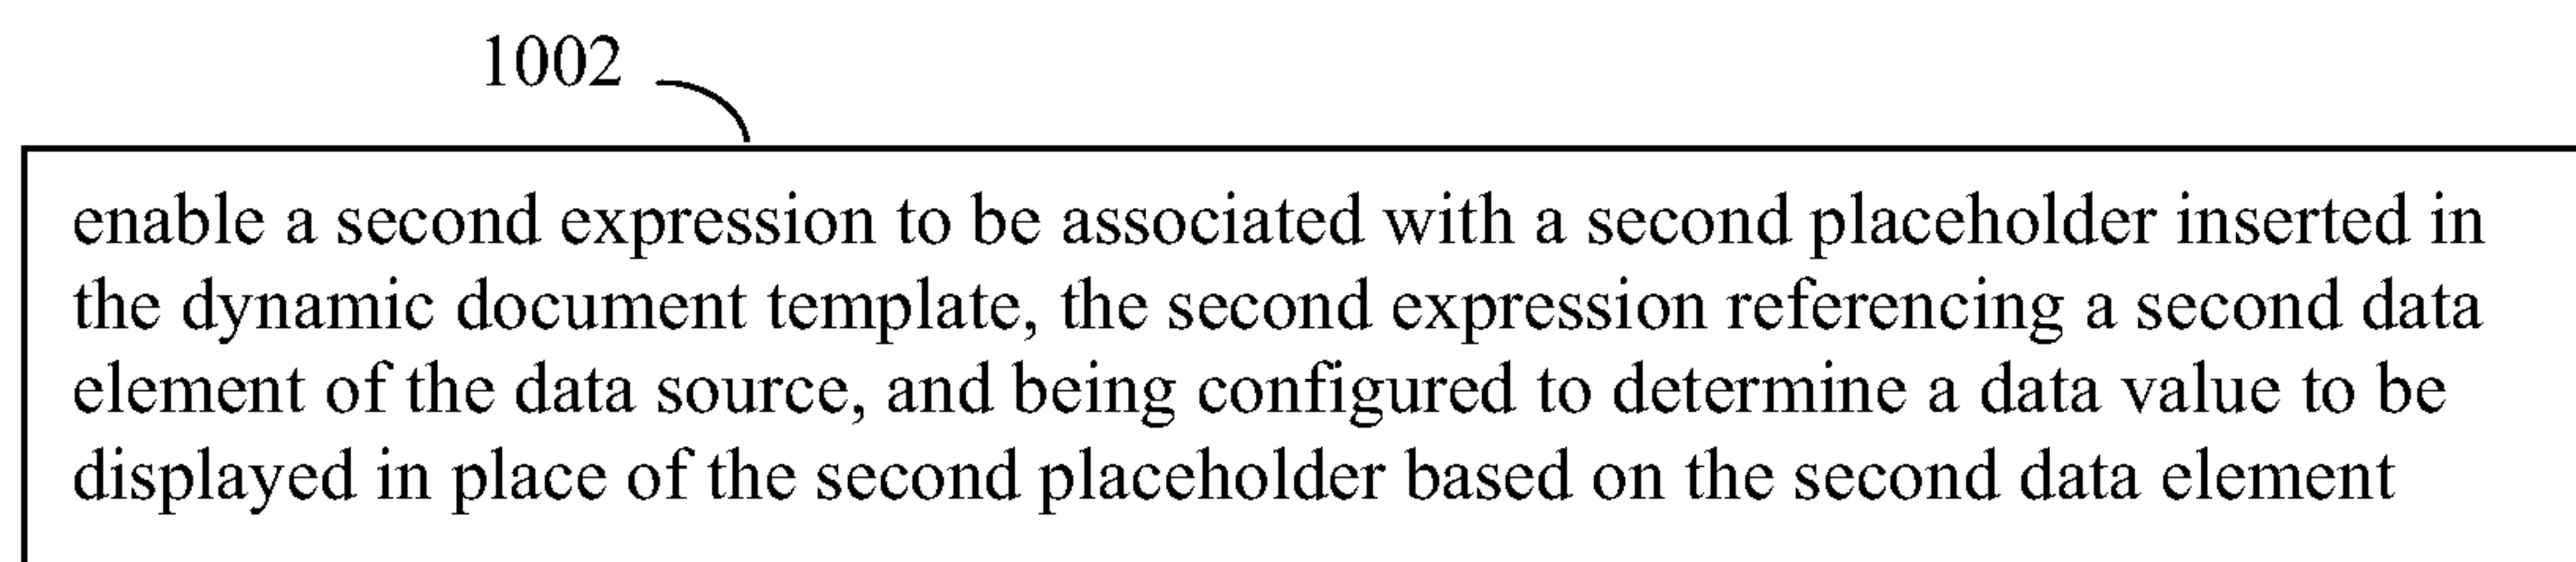 1002
enable a second expression to be associated with a second placeholder inserted in
the dynamic document template, the second expression referencing a second data
element of the data source, and being configured to determine a data value to be
displayed in place of the second placeholder based on the second data element